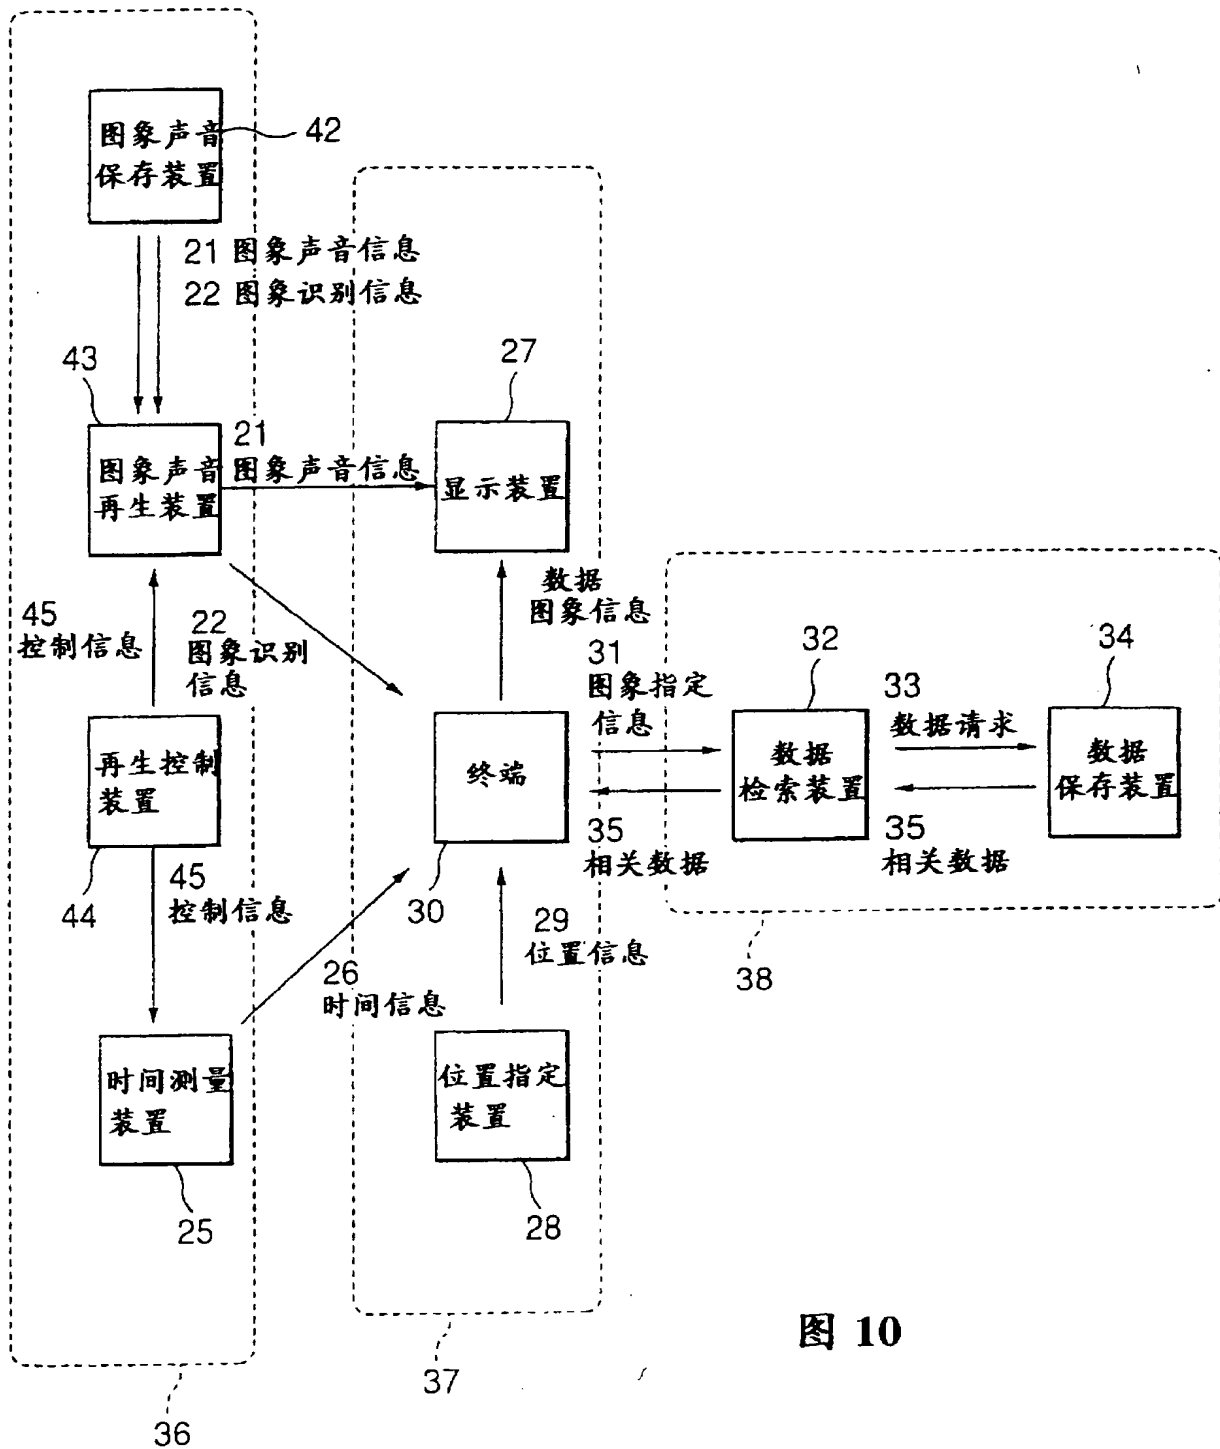 图象声音
保存装置
42
21 图象声音信息
22 图象识别信息
43
27
21
图象声音信息
图象声音
再生装置
显示装置
数据
图象信息
45
控制信息
22
图象识别
信息
31
图象指定
信息
32
33
数据请求
34
再生控制
装置
终端
数据
检索装置
数据
保存装置
35
相关数据
35
相关数据
44
45
控制信息
30
29
位置信息
26
时间信息
38
时间测量
装置
位置指定
装置
25
28
图 10
37
36